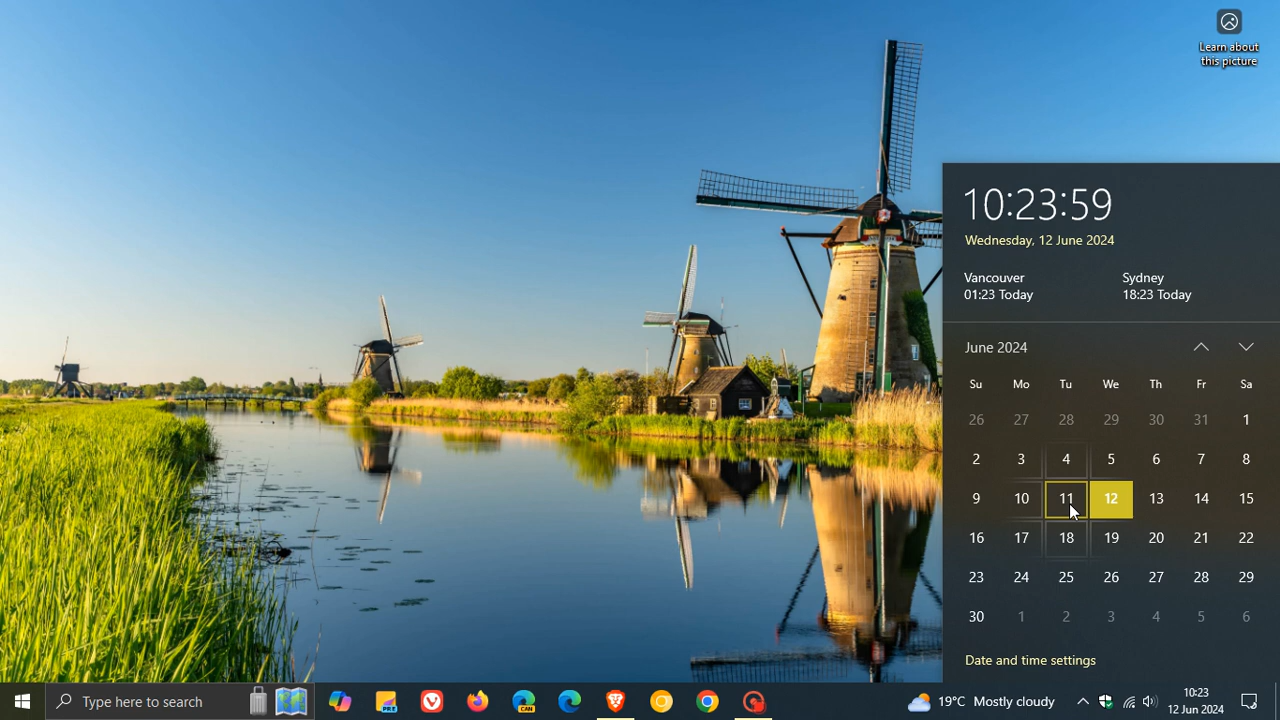 Learn about
this picture
10:23:59
Wednesday, 12 June 2024
Vancouver Sydney
01:23 Today 18:23 Today
June 2024
Su Mo Tu We Th Fr Sa
26 27 28 29 30 31 1
2 3 4 5 6 7 8
9 10 11 12 13 14 15
16 17 18 19 20 21 22
23 24 25 26 27 28 29
30 1 2 3 4 5 6
Date and time settings
Type here to search
PRE
CAN
19°C Mostly cloudy
10:23
12 Jun 2024